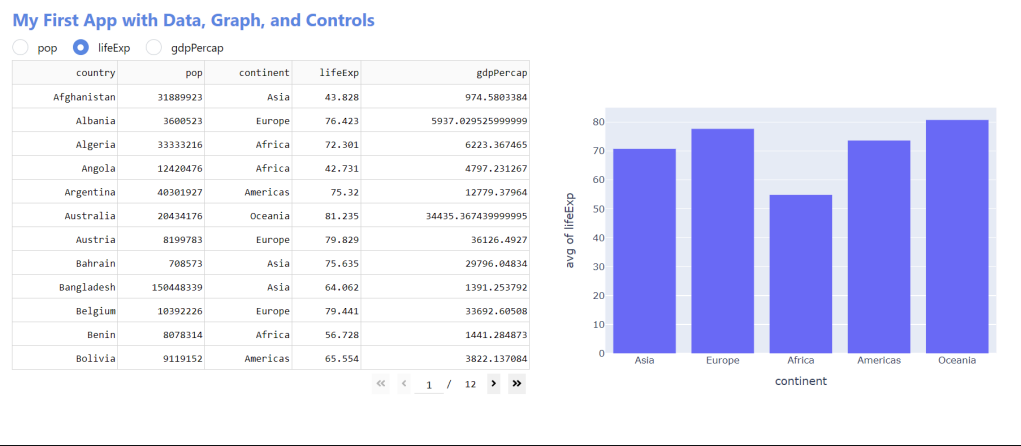 My First App with Data, Graph, and Controls
pop lifeExp gdpPercap
country pop continent lifeExp gdpPercap
Afghanistan 31889923 Asia 43.828 974.5803384
Albania 3600523 Europe 76.423 5937.029525999999
Algeria 33333216 Africa 72.301 6223.367465
Angola 12420476 Africa 42.731 4797.231267
Argentina 40301927 Americas 75.32 12779.37964
Australia 20434176 Oceania 81.235 34435.367439999995
Austria 8199783 Europe 79.829 36126.4927
Bahrain 708573 Asia 75.635 29796.04834
Bangladesh 150448339 Asia 64.062 1391.253792
Belgium 10392226 Europe 79.441 33692.60508
Benin 8078314 Africa 56.728 1441.284873
Bolivia 9119152 Americas 65.554 3822.137084
1 / 12
avg of lifeExp
80
70
60
50
40
30
20
10
0
Asia Europe Africa Americas Oceania
continent